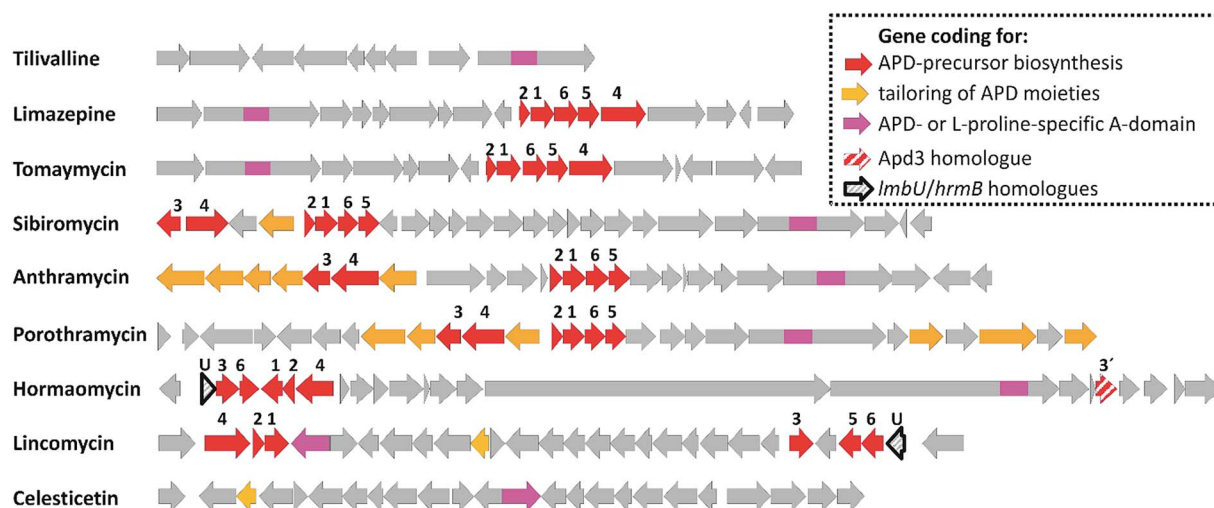 Tilivalline
Limazepine
2 1 6 5 4
Tomaymycin
2 1 6 5 4
Sibiromycin
3 4 2 1 6 5
Anthramycin
3 4 2 1 6 5
Porothramycin
3 4 2 1 6 5
Hormaomycin
U 3 6 1 2 4 3´
Lincomycin
4 2 1 3 5 6 U
Celesticetin
Gene coding for:
APD-precursor biosynthesis
tailoring of APD moieties
APD- or L-proline-specific A-domain
Apd3 homologue
lmbU/hrmB homologues